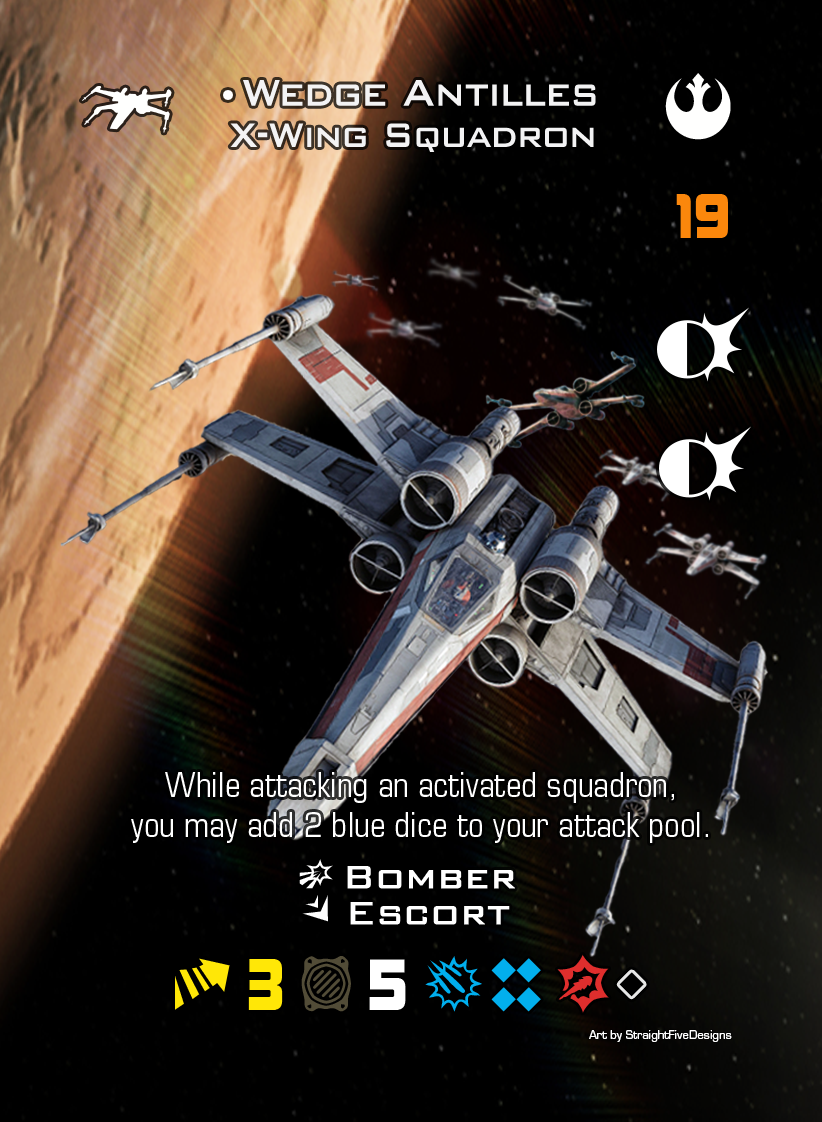 • Wedge Antilles
X-Wing Squadron
19
While attacking an activated squadron,
you may add 2 blue dice to your attack pool.
Bomber
Escort
3 5
Art by StraightFiveDesigns